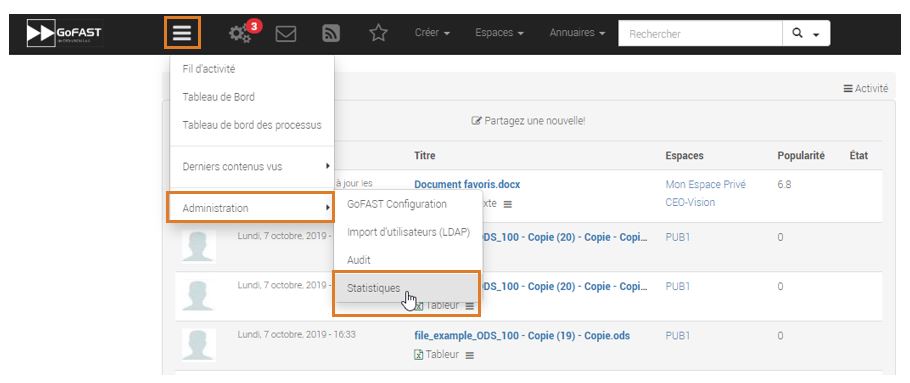 GoFAST
3
Créer
Espaces
Annuaires
Rechercher
Fil d'activité
Tableau de Bord
Tableau de bord des processus
Derniers contenus vus
Administration
GoFAST Configuration
Import d'utilisateurs (LDAP)
Audit
Statistiques
Activité
Partagez une nouvelle!
Titre
Espaces
Popularité
État
à jour les
Document favoris.docx
xte
Mon Espace Privé
CEO-Vision
6.8
Lundi, 7 octobre, 2019 -
_ODS_100 - Copie (20) - Copie - Copi...
PUB1
0
Lundi, 7 octobre, 2019 -
DS_100 - Copie (20) - Copie - Copi...
Tableur
PUB1
0
Lundi, 7 octobre, 2019 - 16:33
file_example_ODS_100 - Copie (19) - Copie.ods
Tableur
PUB1
0